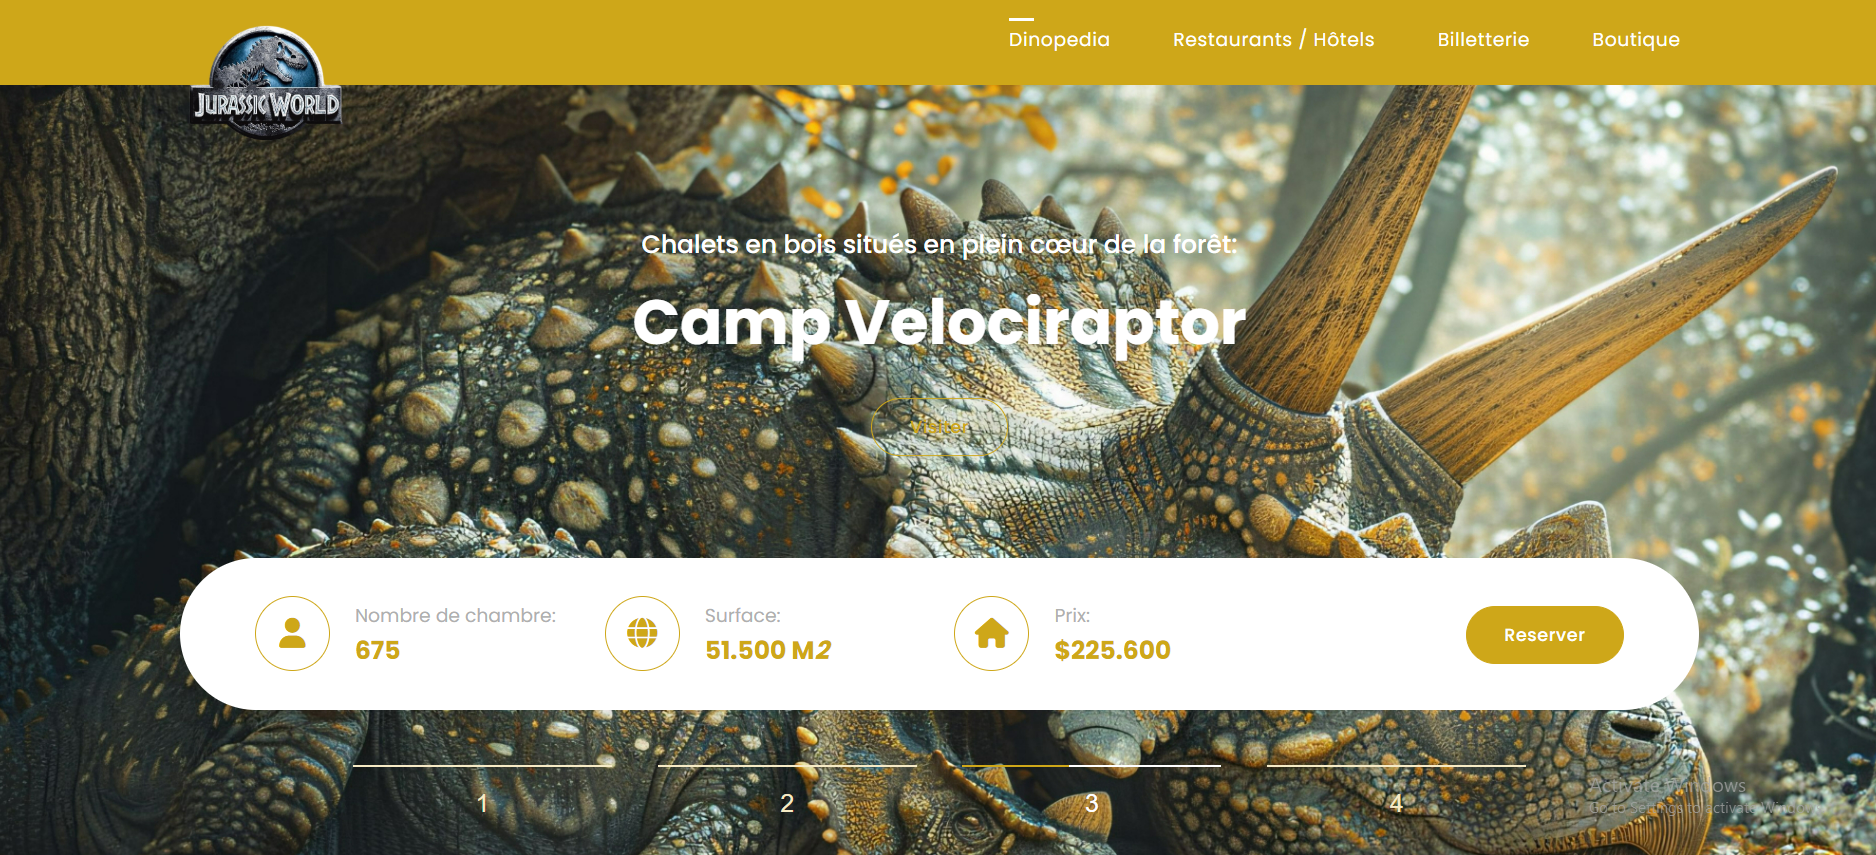 Dinopedia
Restaurants / Hôtels
Billetterie
Boutique
JURASSIC WORLD
Chalets en bois situés en plein cœur de la forêt:
Camp Velociraptor
Visiter
Nombre de chambre:
675
Surface:
51.500 M2
Prix:
$225.600
Reserver
1
2
3
4
Activate Windows
Go to Settings to activate Windows.